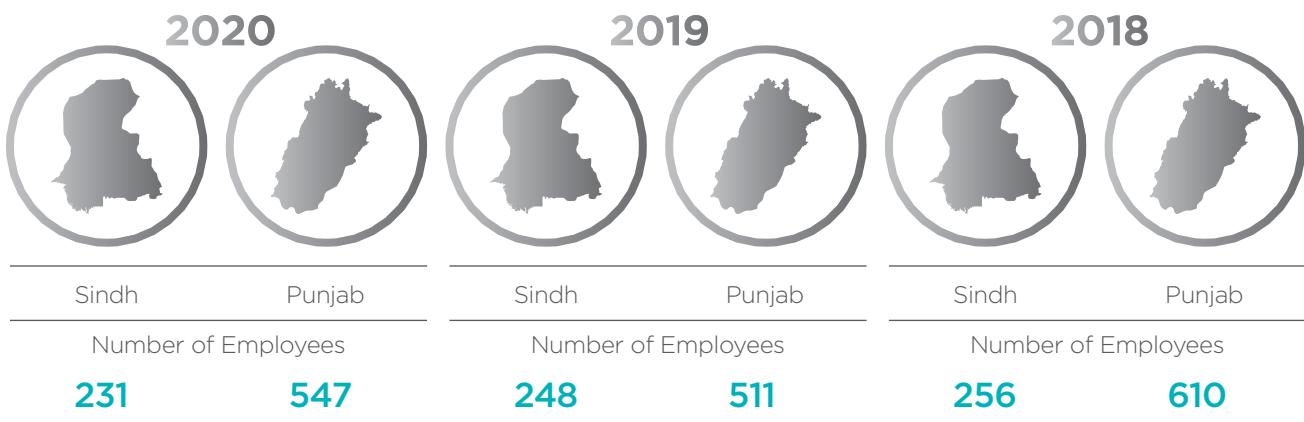 2020 2019 2018
Sindh Punjab Sindh Punjab Sindh Punjab
Number of Employees Number of Employees Number of Employees
231 547 248 511 256 610